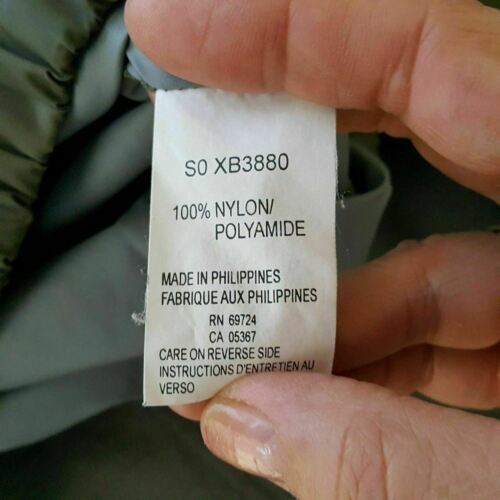 S0 XB3880
100% NYLON/
POLYAMIDE
MADE IN PHILIPPINES
FABRIQUE AUX PHILIPPINES
RN 69724
CA 05367
CARE ON REVERSE SIDE
INSTRUCTIONS D'ENTRETIEN AU
VERSO